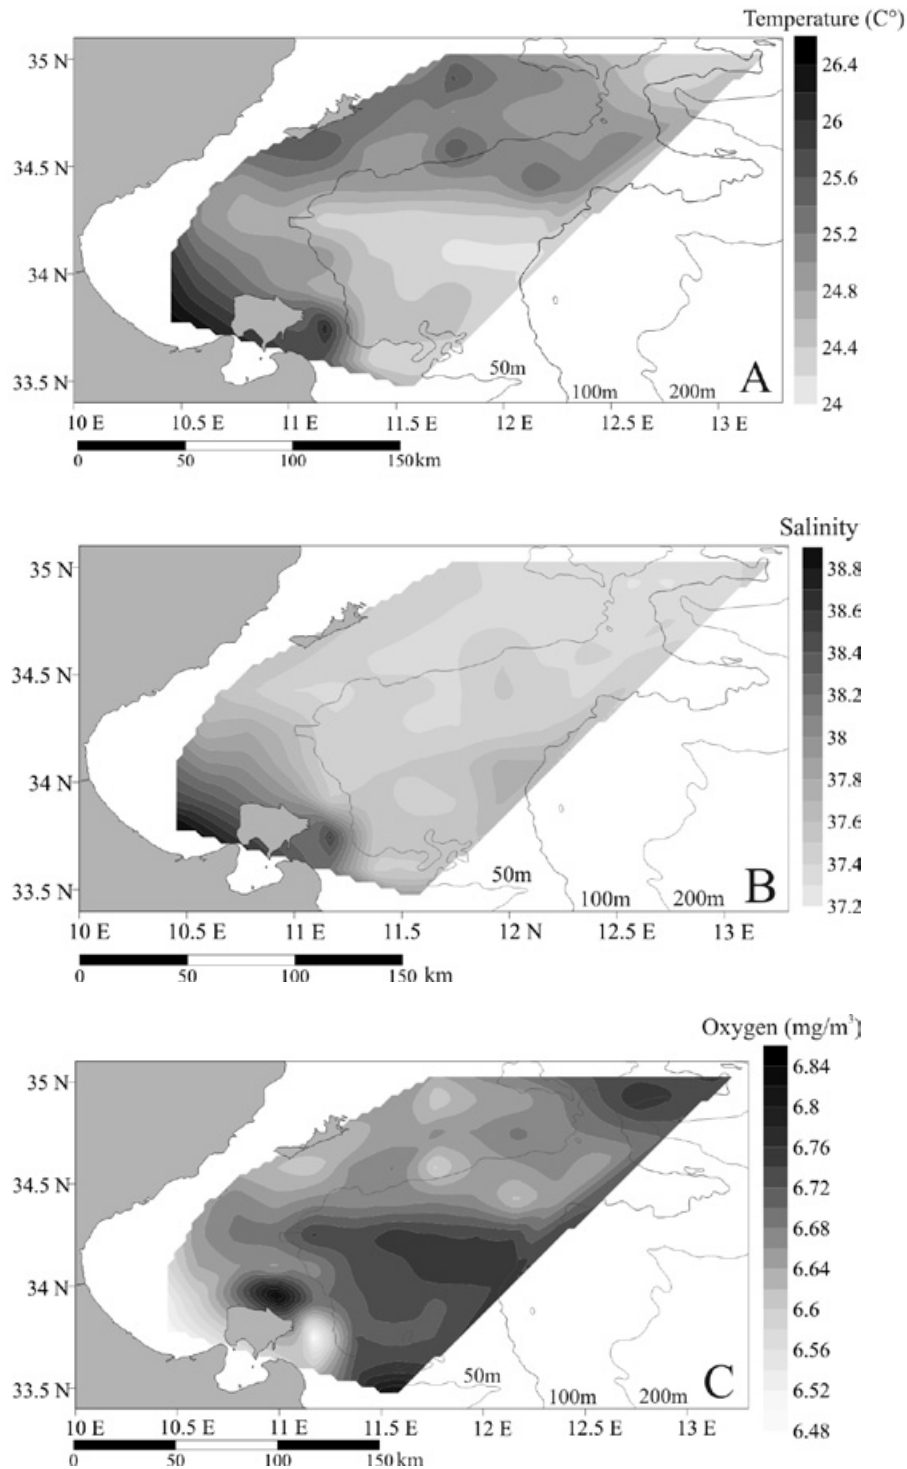 Temperature (C°)
35 N
34.5 N
34 N
33.5 N
26.4
26
25.6
25.2
24.8
24.4
24
50m
100m
200m
A
10 E 10.5 E 11 E 11.5 E 12 E 12.5 E 13 E
0 50 100 150km
Salinity
35 N
34.5 N
34 N
33.5 N
38.8
38.6
38.4
38.2
38
37.8
37.6
37.4
37.2
50m
100m
200m
B
10 E 10.5 E 11 E 11.5 12 N 12.5 E 13 E
0 50 100 150 km
Oxygen (mg/m³)
35 N
34.5 N
34 N
33.5 N
6.84
6.8
6.76
6.72
6.68
6.64
6.6
6.56
6.52
6.48
50m
100m
200m
C
10 E 10.5 E 11 E 11.5 E 12 E 12.5 E 13 E
0 50 100 150 km